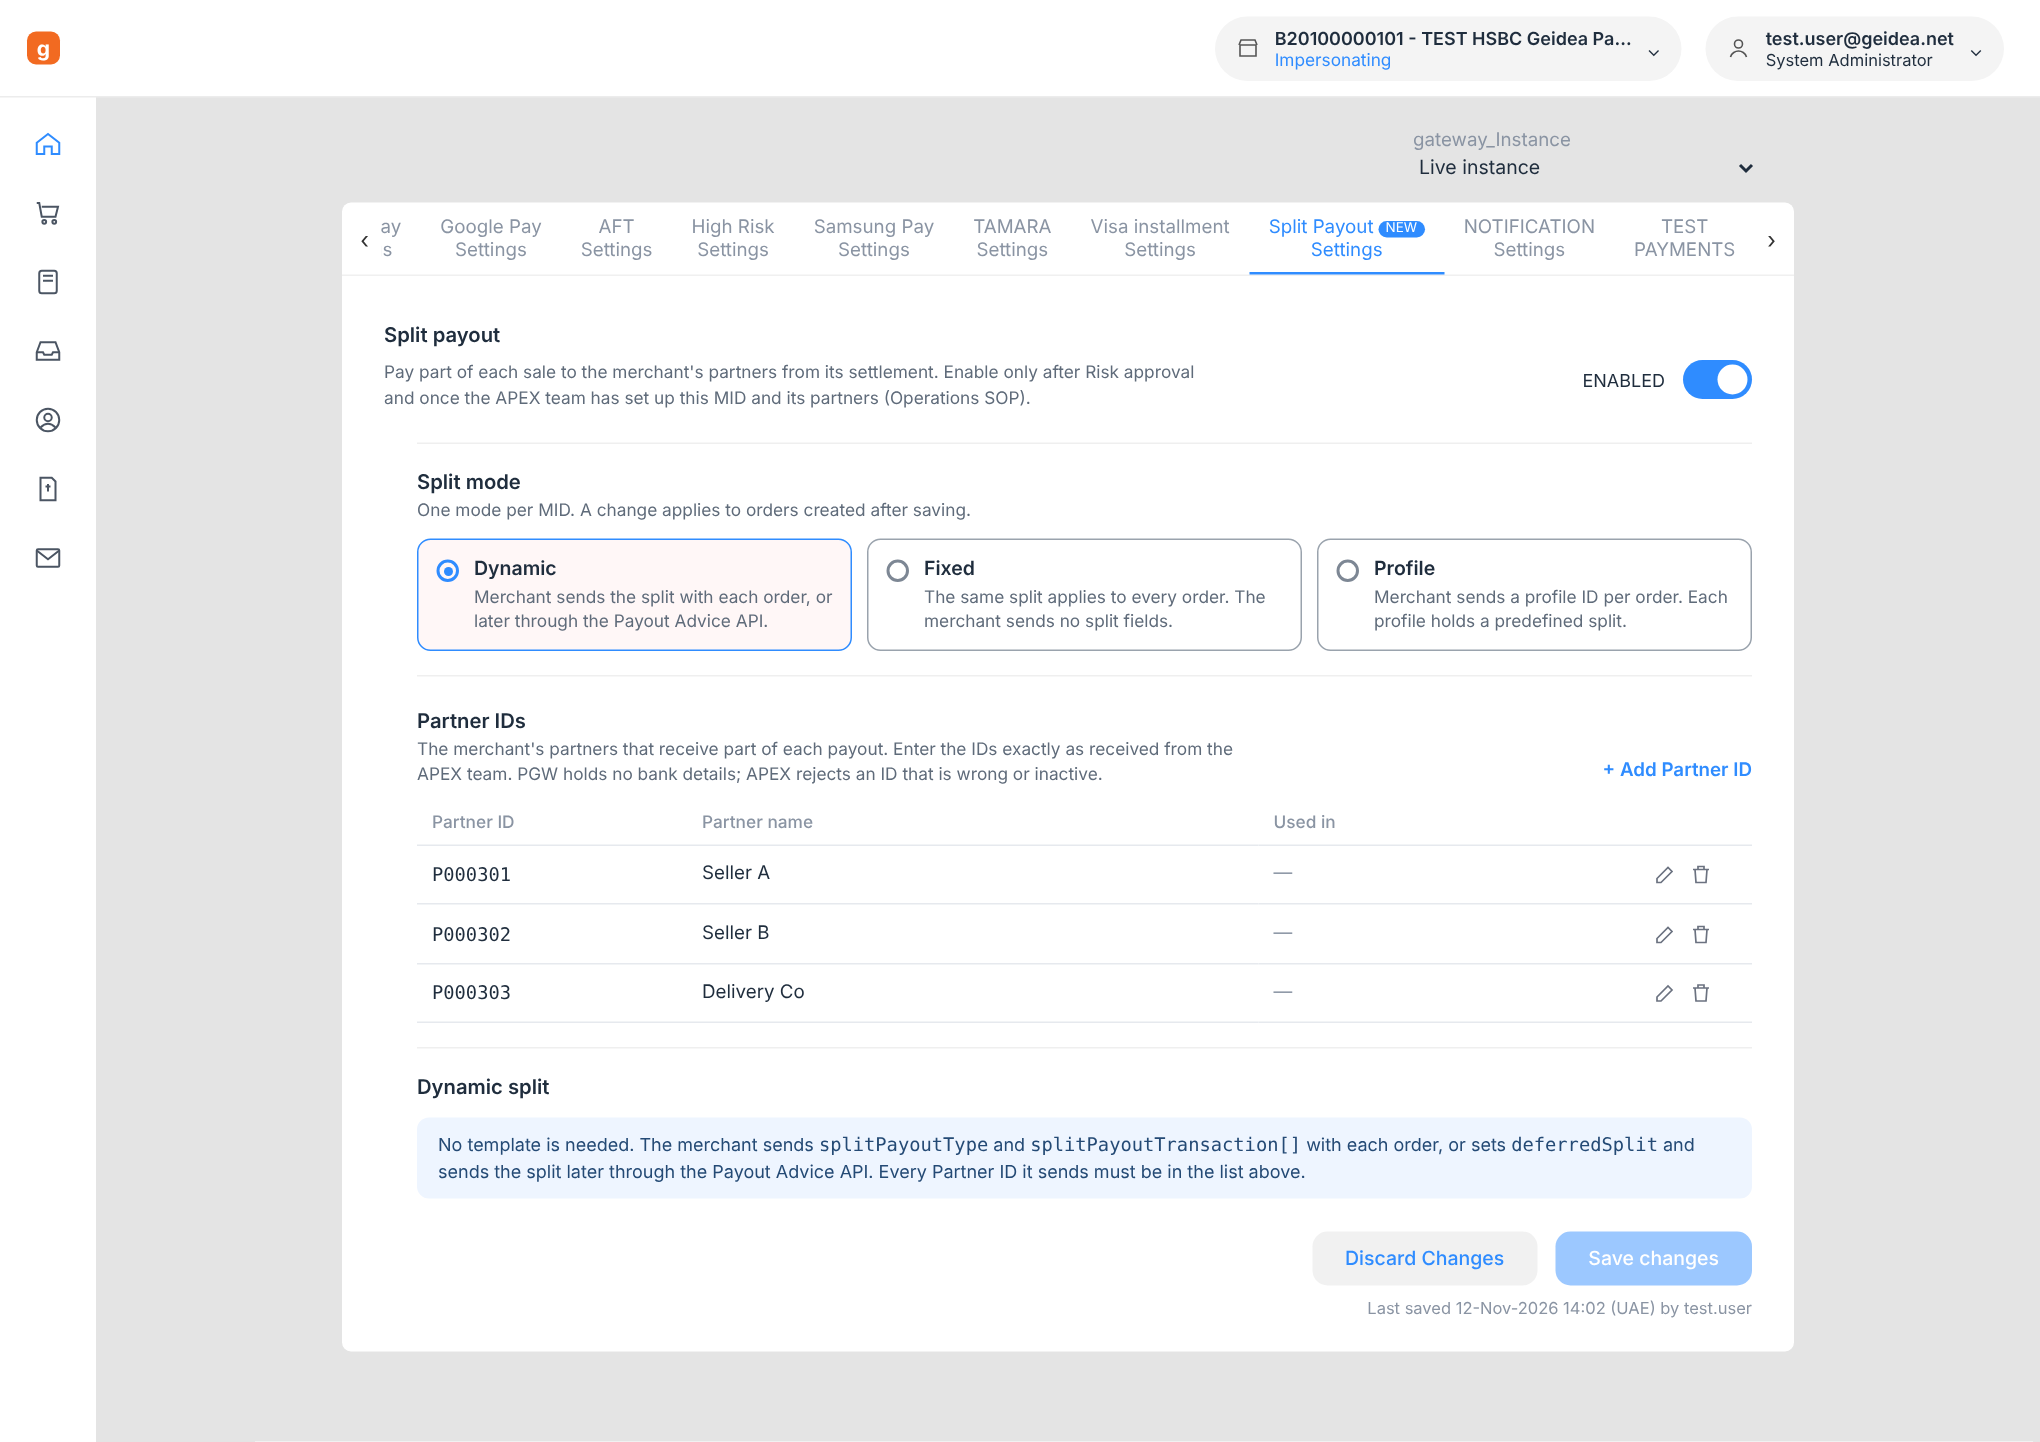 g
B20100000101 - TEST HSBC Geidea Pa...
Impersonating
test.user@geidea.net
System Administrator
gateway_Instance
Live instance
ay
s
Google Pay
Settings
AFT
Settings
High Risk
Settings
Samsung Pay
Settings
TAMARA
Settings
Visa installment
Settings
Split Payout NEW
Settings
NOTIFICATION
Settings
TEST
PAYMENTS
Split payout
Pay part of each sale to the merchant's partners from its settlement. Enable only after Risk approval
and once the APEX team has set up this MID and its partners (Operations SOP).
ENABLED
Split mode
One mode per MID. A change applies to orders created after saving.
Dynamic
Merchant sends the split with each order, or
later through the Payout Advice API.
Fixed
The same split applies to every order. The
merchant sends no split fields.
Profile
Merchant sends a profile ID per order. Each
profile holds a predefined split.
Partner IDs
The merchant's partners that receive part of each payout. Enter the IDs exactly as received from the
APEX team. PGW holds no bank details; APEX rejects an ID that is wrong or inactive.
+ Add Partner ID
Partner ID Partner name Used in
P000301 Seller A —
P000302 Seller B —
P000303 Delivery Co —
Dynamic split
No template is needed. The merchant sends splitPayoutType and splitPayoutTransaction[] with each order, or sets deferredSplit and
sends the split later through the Payout Advice API. Every Partner ID it sends must be in the list above.
Discard Changes
Save changes
Last saved 12-Nov-2026 14:02 (UAE) by test.user